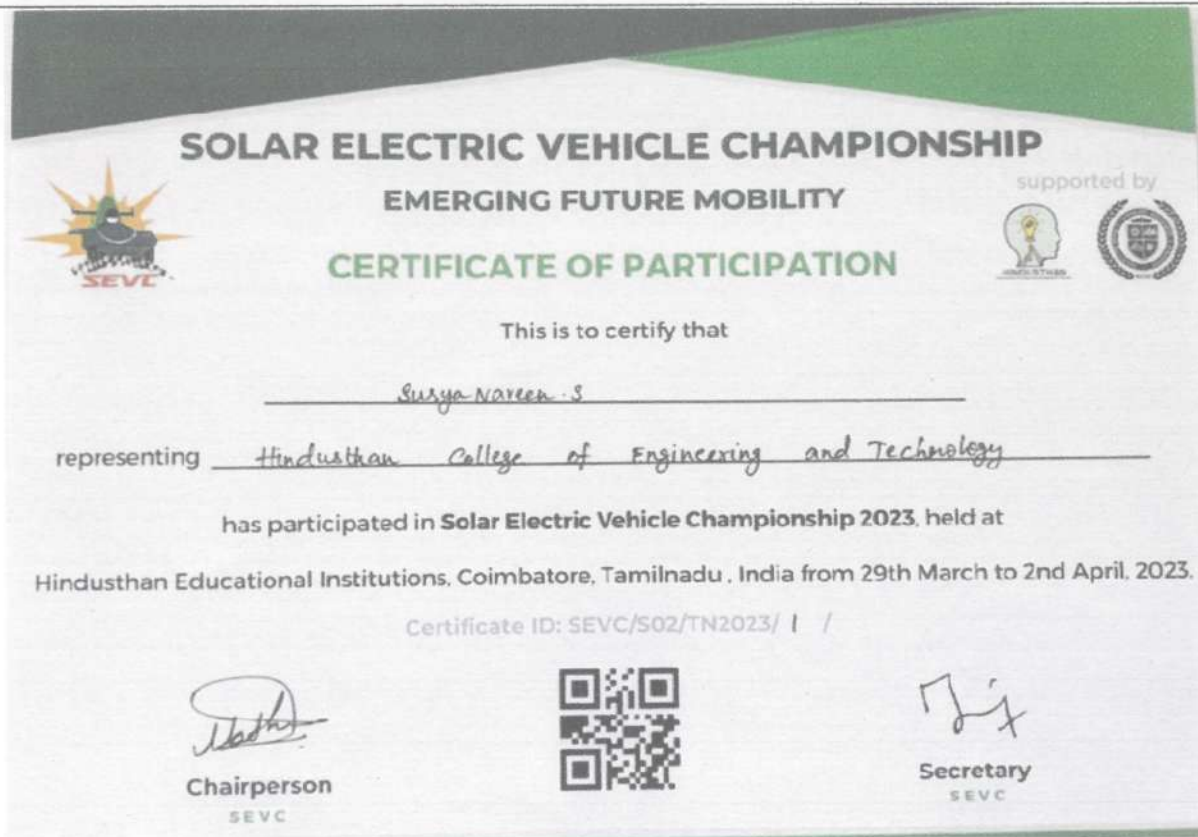 SOLAR ELECTRIC VEHICLE CHAMPIONSHIP
EMERGING FUTURE MOBILITY
supported by
CERTIFICATE OF PARTICIPATION
SEVC
HINDUSTHAN
This is to certify that
Surya Naveen. S
representing Hindusthan College of Engineering and Technology
has participated in Solar Electric Vehicle Championship 2023, held at
Hindusthan Educational Institutions, Coimbatore, Tamilnadu , India from 29th March to 2nd April, 2023.
Certificate ID: SEVC/S02/TN2023/ 1 /
Chairperson
SEVC
Secretary
SEVC